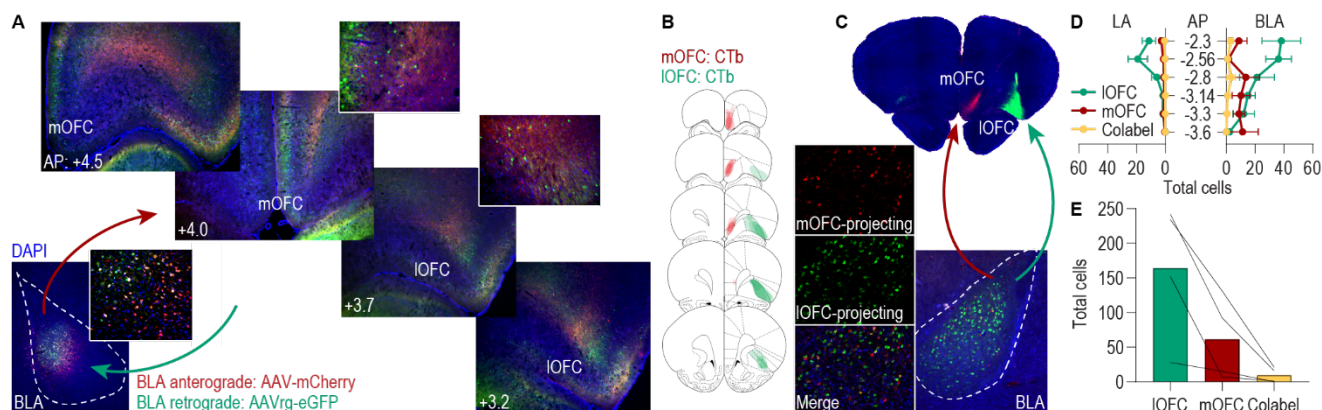 A
mOFC
AP: +4.5
mOFC
+4.0
lOFC
+3.7
lOFC
+3.2
DAPI
BLA
BLA anterograde: AAV-mCherry
BLA retrograde: AAVrg-eGFP
B
mOFC: CTb
lOFC: CTb
C
mOFC
lOFC
mOFC-projecting
lOFC-projecting
Merge
BLA
D
LA AP BLA
-2.3
-2.56
-2.8
-3.14
-3.3
-3.6
lOFC
mOFC
Colabel
60 40 20 0 0 20 40 60
Total cells Total cells
E
Total cells
250
200
150
100
50
0
lOFC mOFC Colabel